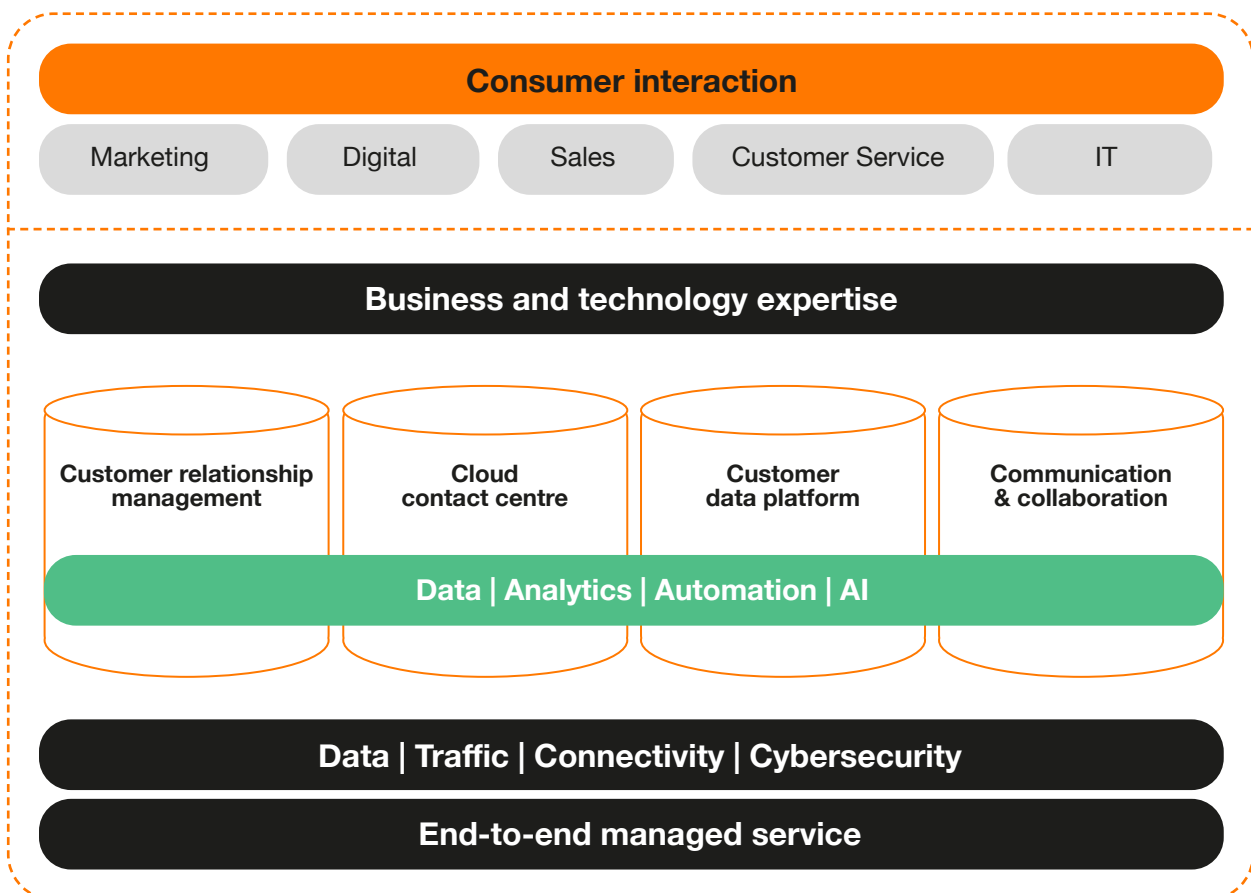 Consumer interaction
Marketing
Digital
Sales
Customer Service
IT
Business and technology expertise
Customer relationship
management
Cloud
contact centre
Customer
data platform
Communication
& collaboration
Data | Analytics | Automation | AI
Data | Traffic | Connectivity | Cybersecurity
End-to-end managed service